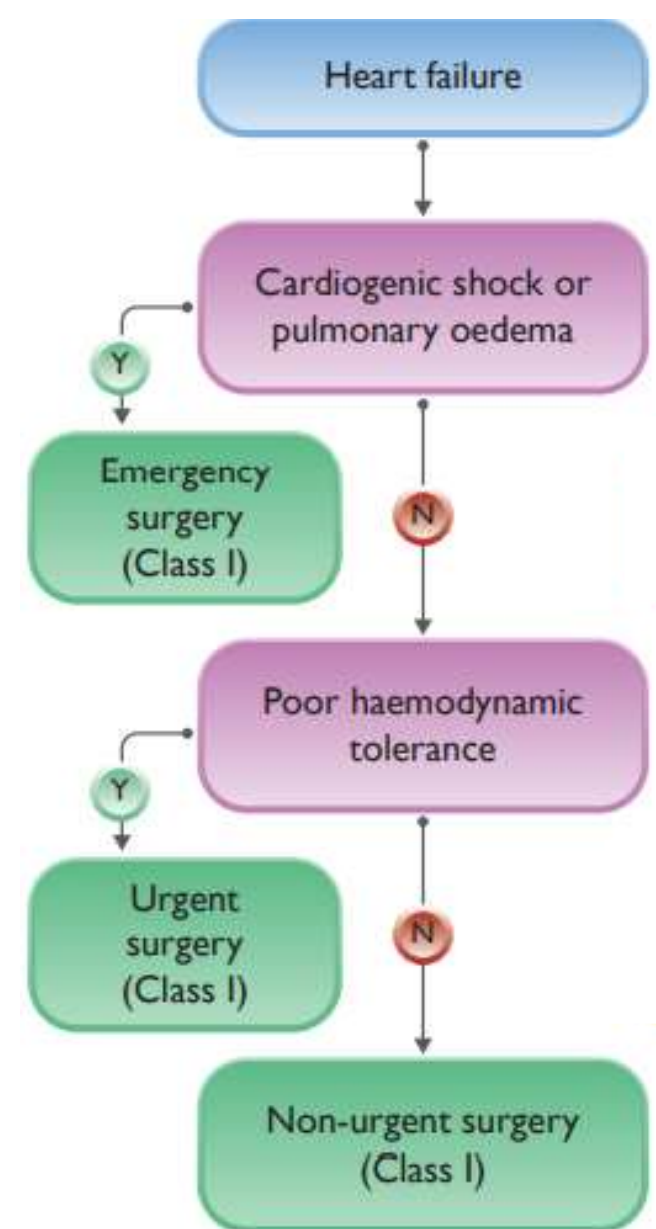 Heart failure
Cardiogenic shock or
pulmonary oedema
Y
Emergency
surgery
(Class I)
N
Poor haemodynamic
tolerance
Y
Urgent
surgery
(Class I)
N
Non-urgent surgery
(Class I)